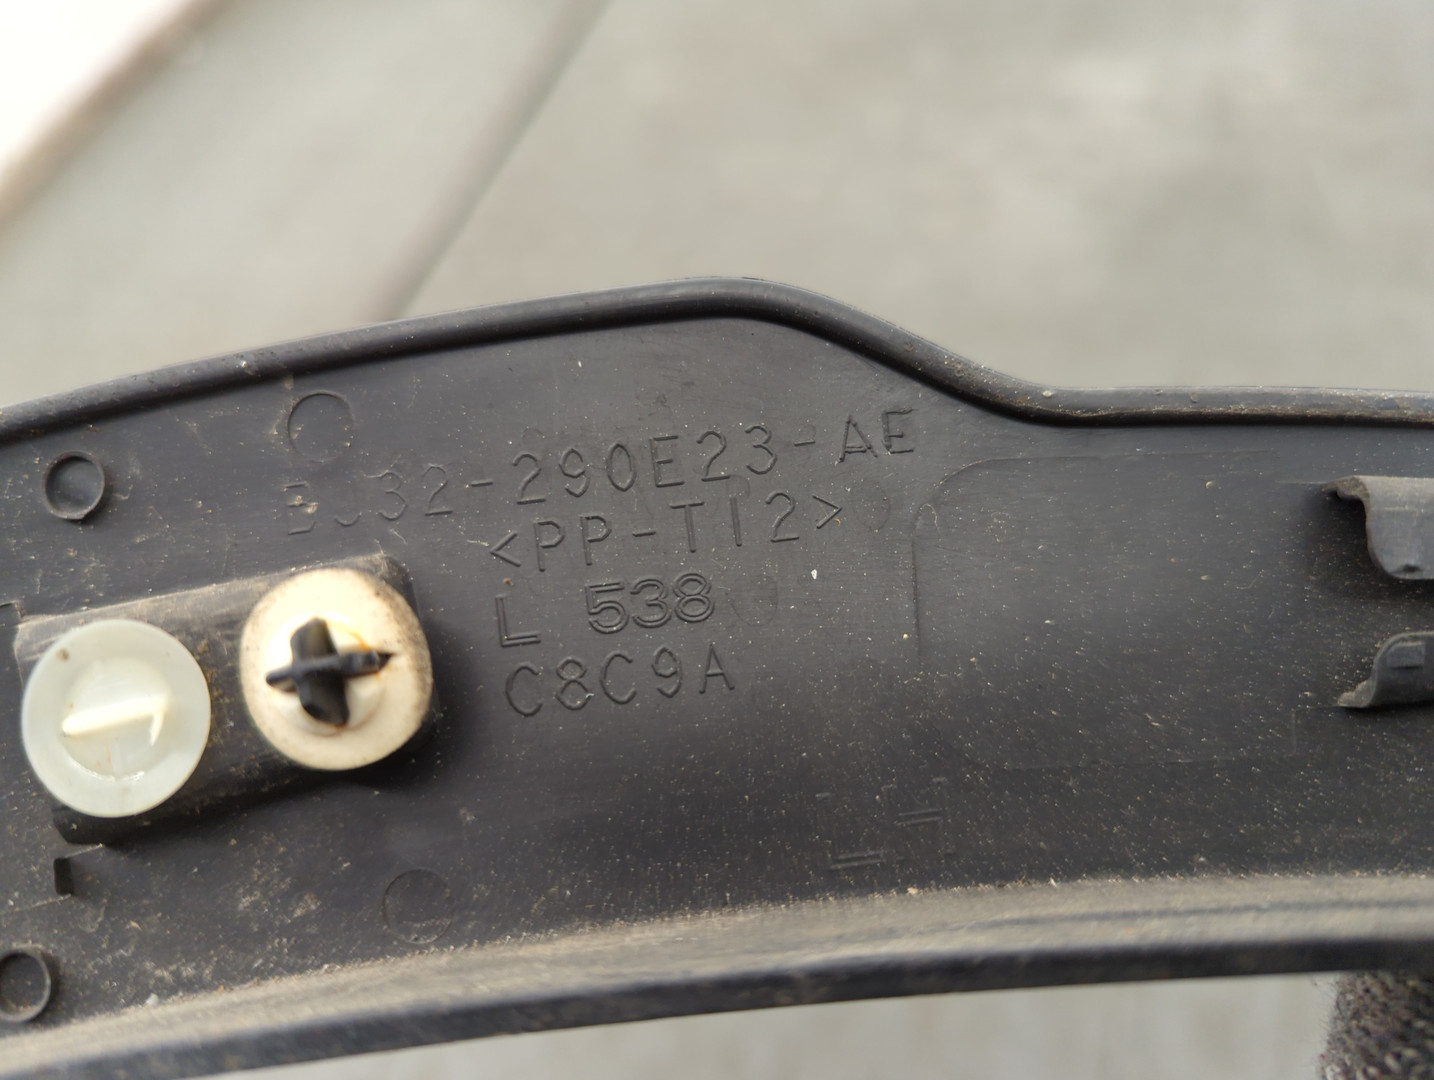 BJ32-290E23-AE
<PP-T12>
L 538
C8C9A